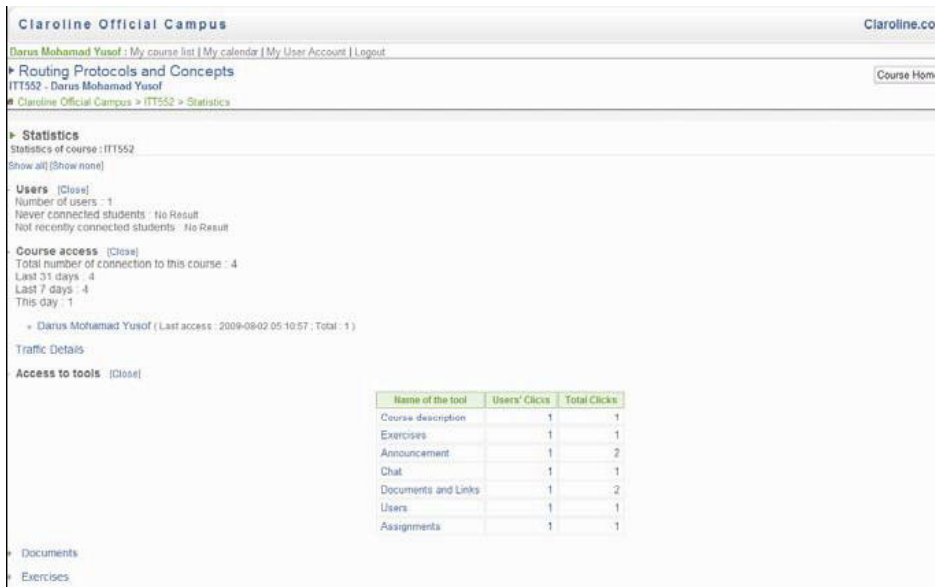 Claroline Official Campus
Claroline.co
Darus Mohamad Yusof : My course list | My calendar | My User Account | Logout
Routing Protocols and Concepts
Course Hom
ITT552 - Darus Mohamad Yusof
Claroline Official Campus > ITT552 > Statistics
Statistics
Statistics of course : ITT552
[Show all] [Show none]
Users [Close]
Number of users : 1
Never connected students : No Result
Not recently connected students : No Result
Course access [Close]
Total number of connection to this course : 4
Last 31 days : 4
Last 7 days : 4
This day : 1
Darus Mohamad Yusof ( Last access : 2009-08-02 05:10:57 ; Total : 1 )
Traffic Details
Access to tools [Close]
Name of the tool Users' Clicks Total Clicks
Course description 1 1
Exercises 1 1
Announcement 1 2
Chat 1 1
Documents and Links 1 2
Users 1 1
Assignments 1 1
Documents
Exercises